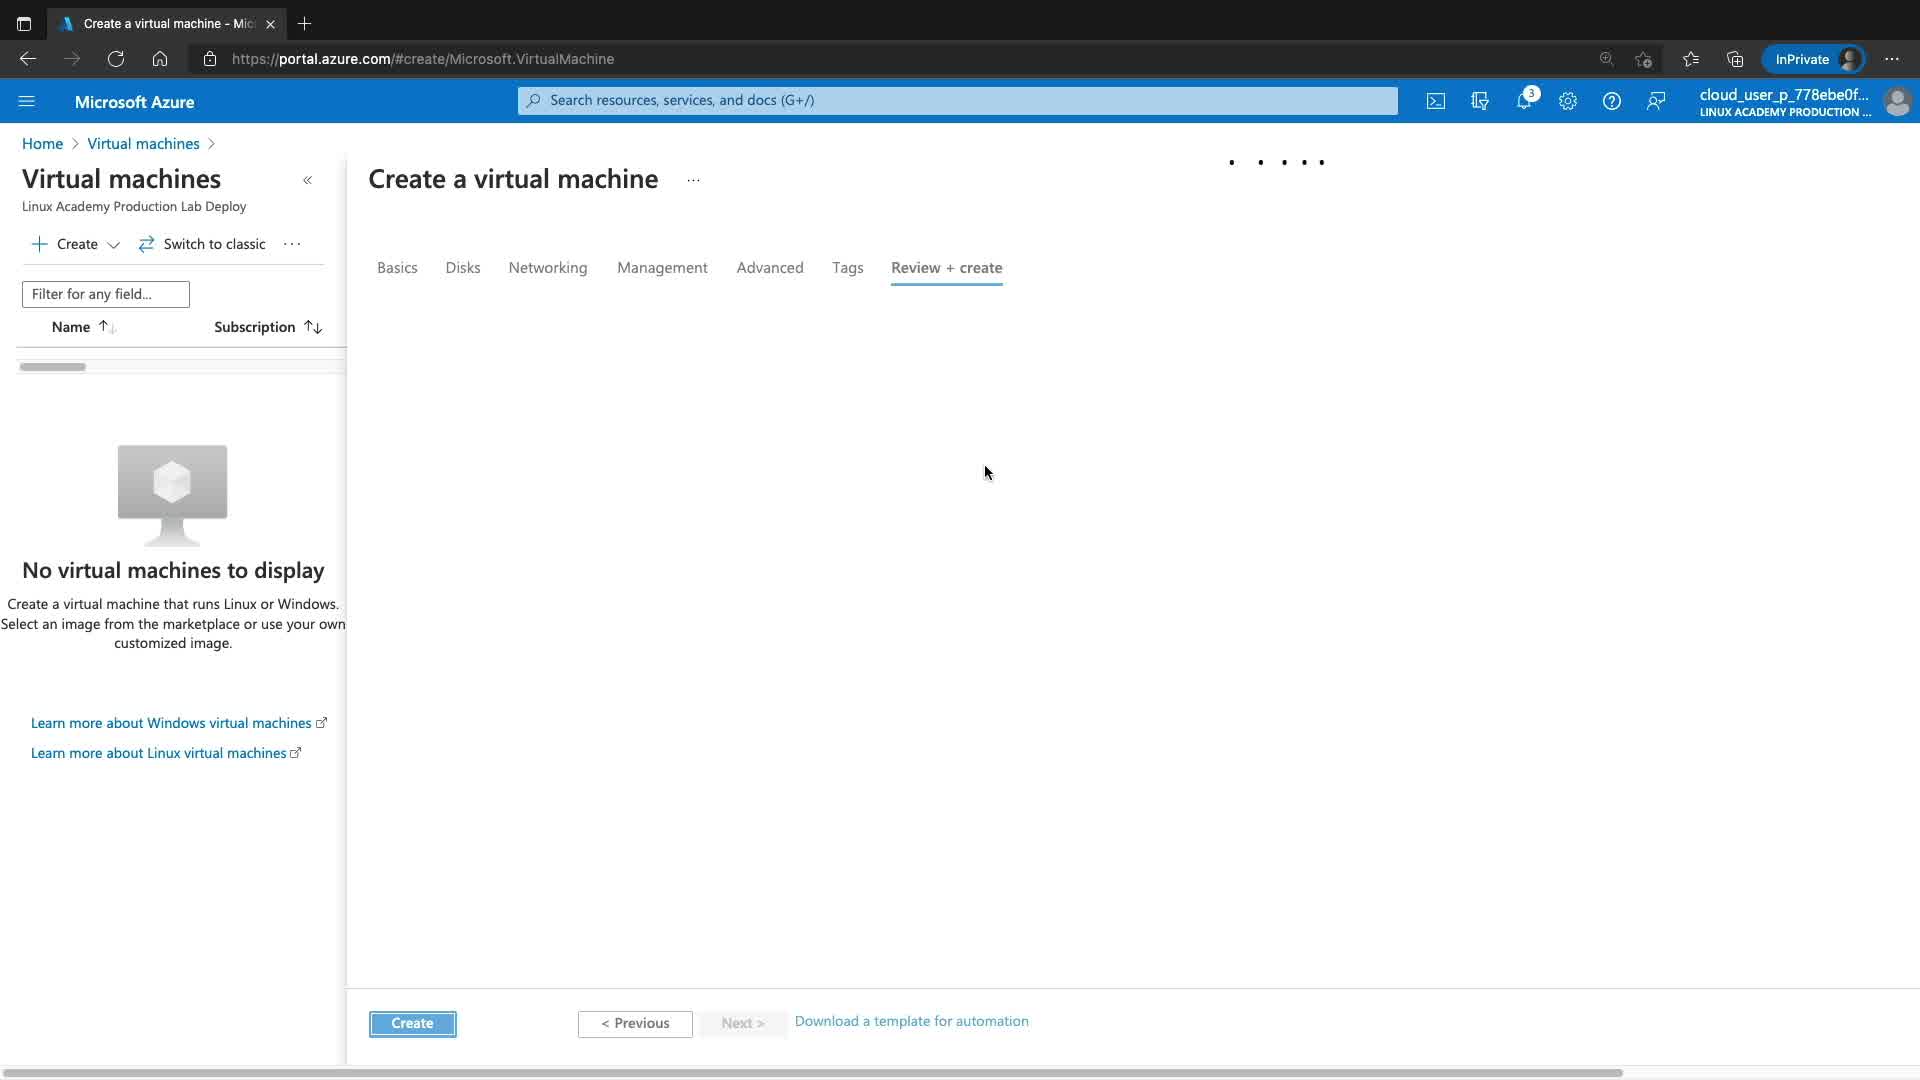 Create a virtual machine - Mic
https://portal.azure.com/#create/Microsoft.VirtualMachine
InPrivate
Microsoft Azure
Search resources, services, and docs (G+/)
3
cloud_user_p_778ebe0f...
LINUX ACADEMY PRODUCTION ...
Home > Virtual machines >
Virtual machines
«
Linux Academy Production Lab Deploy
Create
Switch to classic
...
Filter for any field...
Name
Subscription
No virtual machines to display
Create a virtual machine that runs Linux or Windows.
Select an image from the marketplace or use your own
customized image.
Learn more about Windows virtual machines
Learn more about Linux virtual machines
Create a virtual machine
...
Basics
Disks
Networking
Management
Advanced
Tags
Review + create
Create
< Previous
Next >
Download a template for automation